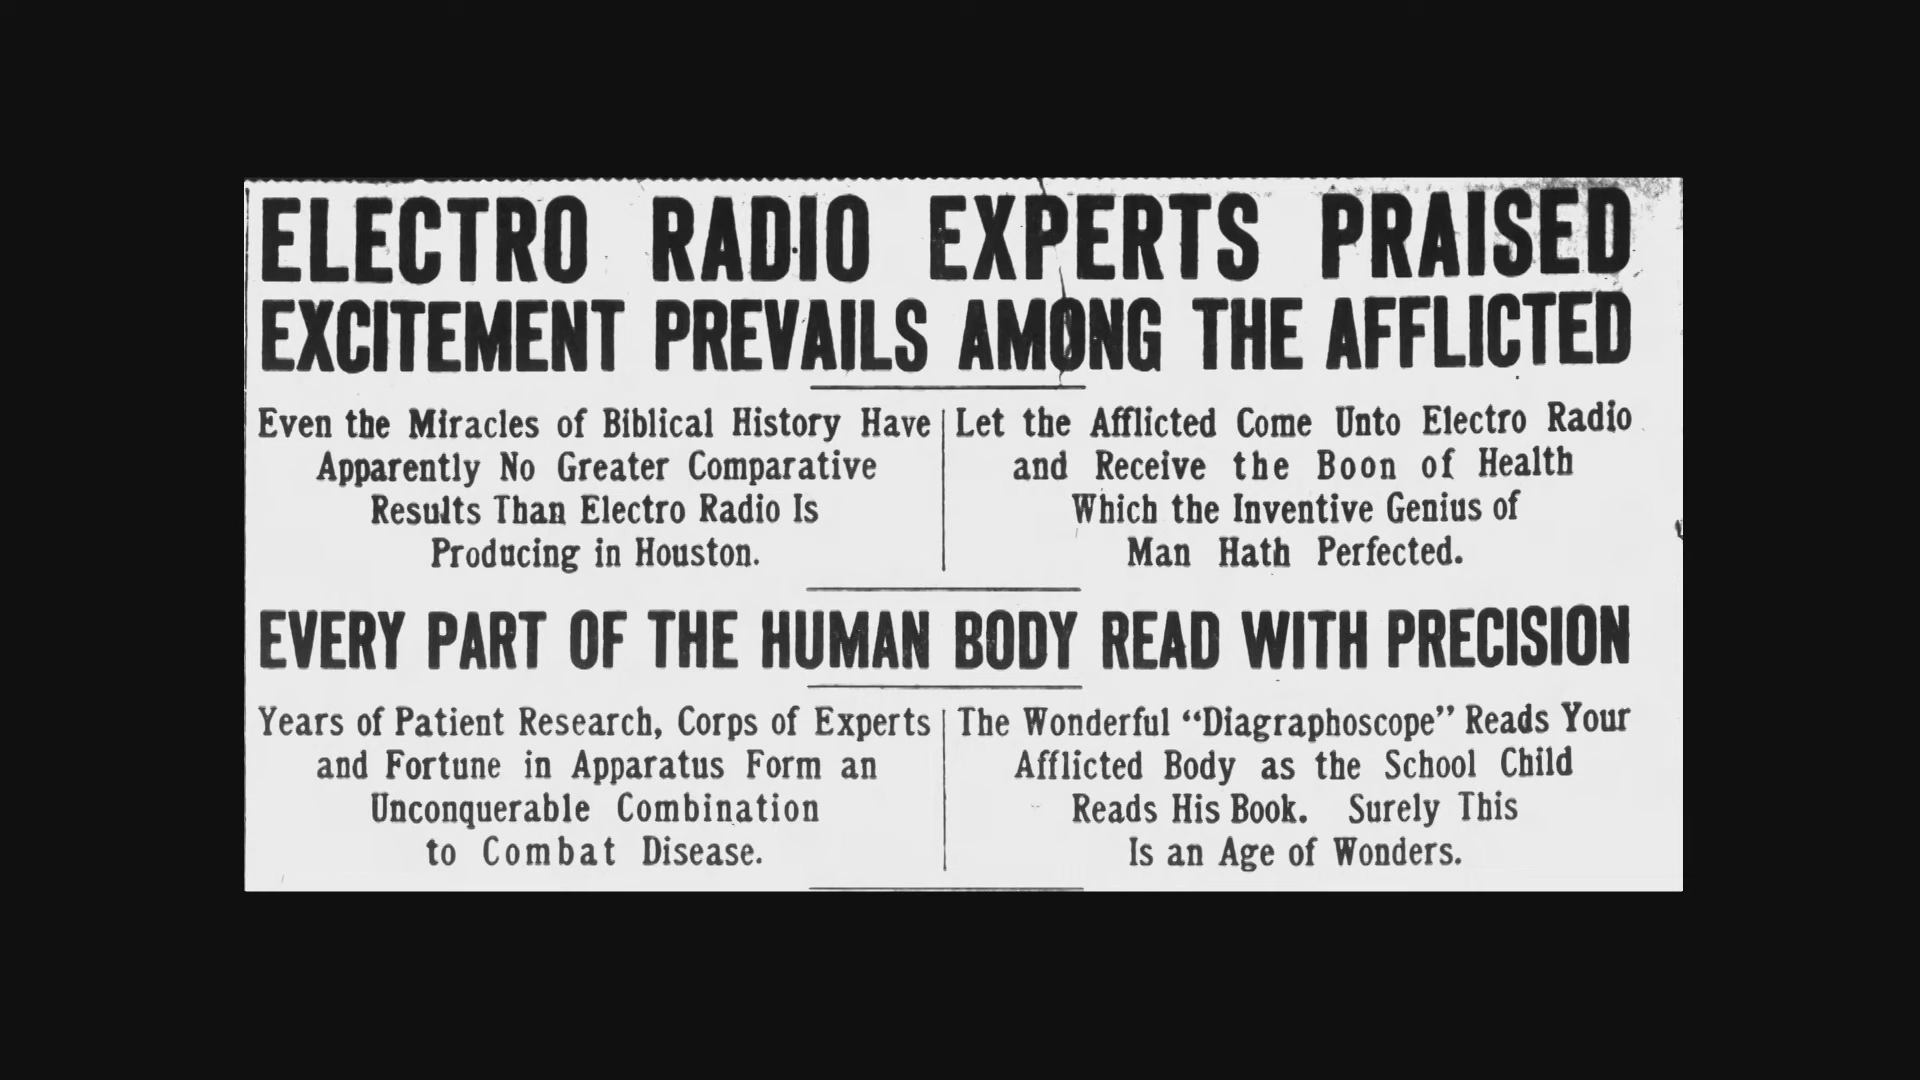 ELECTRO RADIO EXPERTS PRAISED
EXCITEMENT PREVAILS AMONG THE AFFLICTED
Even the Miracles of Biblical History Have
Apparently No Greater Comparative
Results Than Electro Radio Is
Producing in Houston.
Let the Afflicted Come Unto Electro Radio
and Receive the Boon of Health
Which the Inventive Genius of
Man Hath Perfected.
EVERY PART OF THE HUMAN BODY READ WITH PRECISION
Years of Patient Research, Corps of Experts
and Fortune in Apparatus Form an
Unconquerable Combination
to Combat Disease.
The Wonderful “Diagraphoscope” Reads Your
Afflicted Body as the School Child
Reads His Book. Surely This
Is an Age of Wonders.